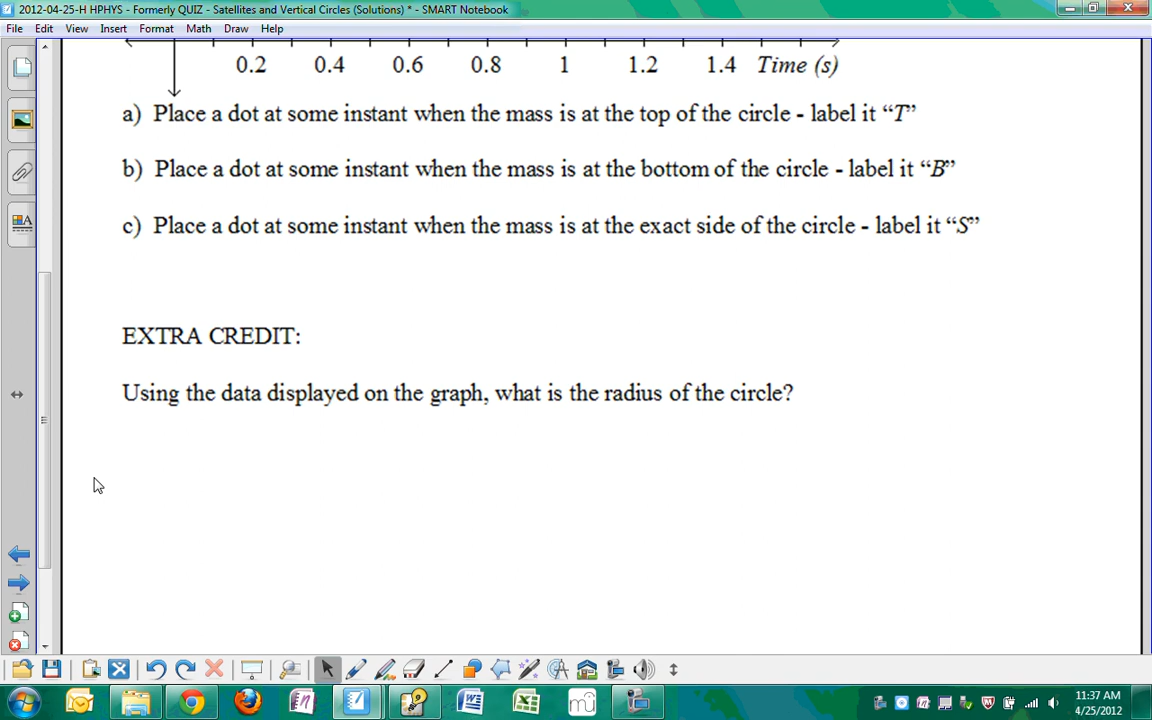 2012-04-25-H HPHYS - Formerly QUIZ - Satellites and Vertical Circles (Solutions) * - SMART Notebook
File Edit View Insert Format Math Draw Help
0.2 0.4 0.6 0.8 1 1.2 1.4 Time (s)
a) Place a dot at some instant when the mass is at the top of the circle - label it “T”
b) Place a dot at some instant when the mass is at the bottom of the circle - label it “B”
c) Place a dot at some instant when the mass is at the exact side of the circle - label it “S”
EXTRA CREDIT:
Using the data displayed on the graph, what is the radius of the circle?
11:37 AM
4/25/2012